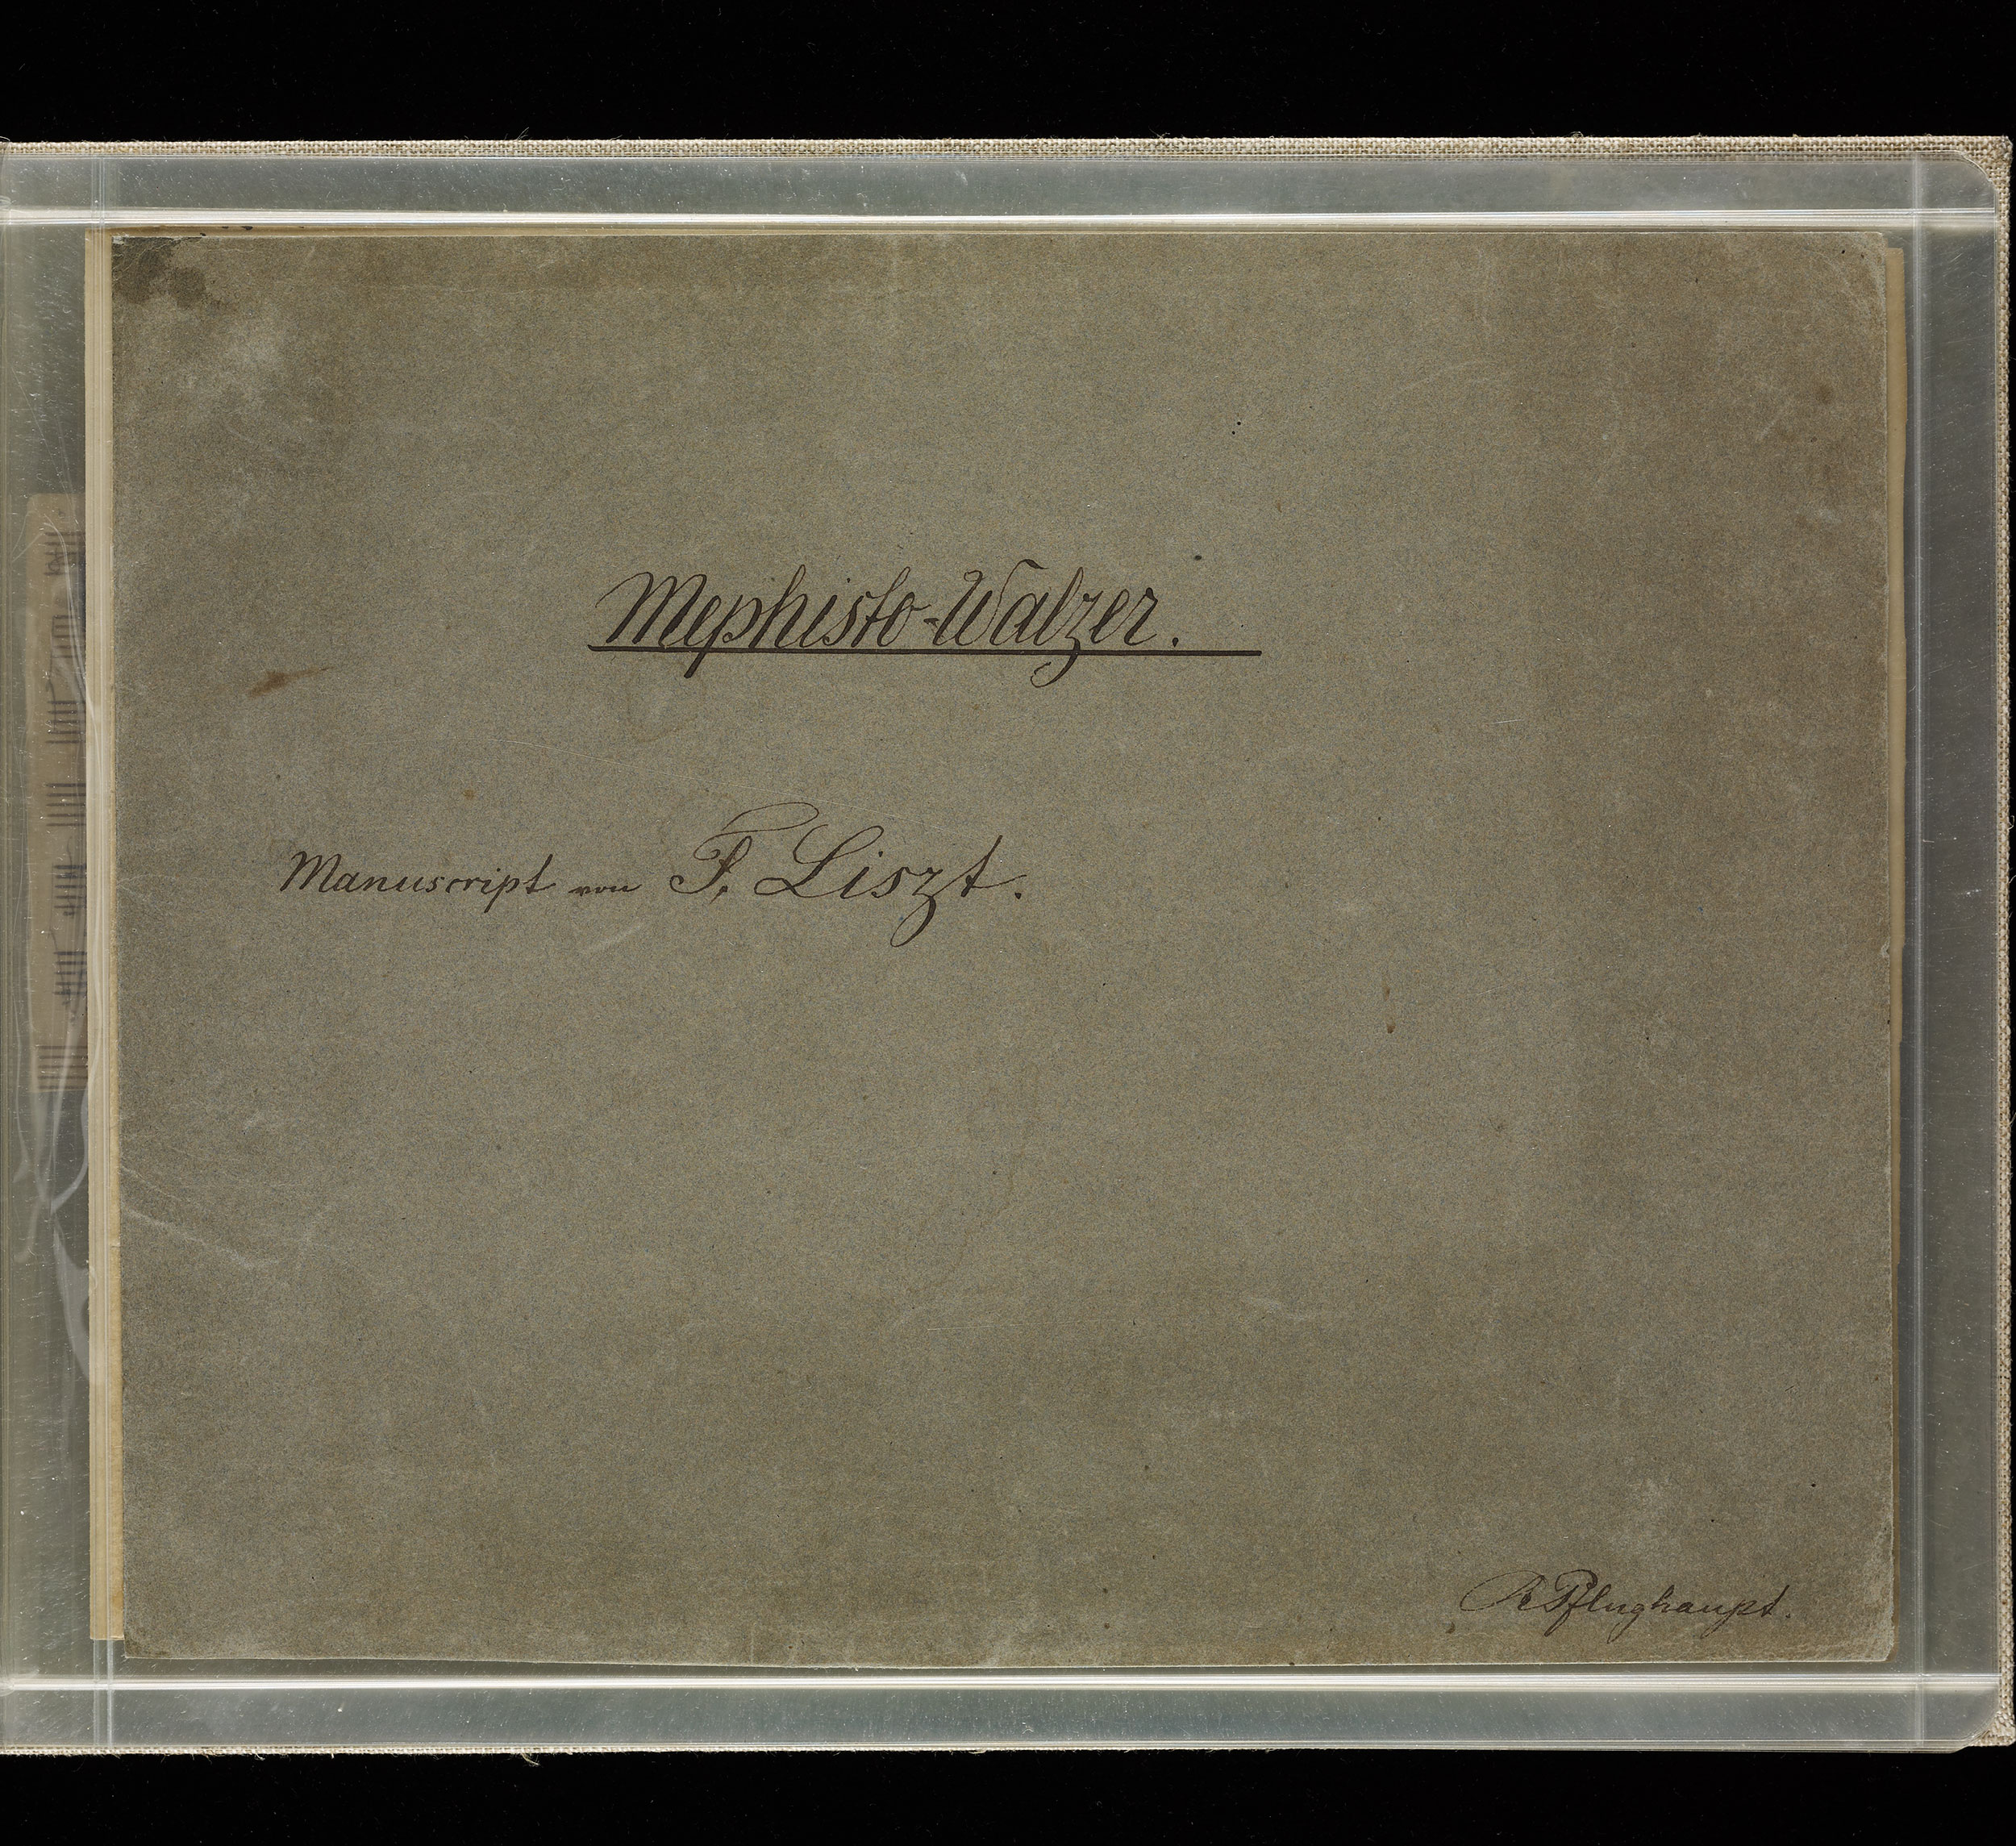 Mephisto-Walzer.
Manuscript von F. Liszt.
R Pflughaupt.